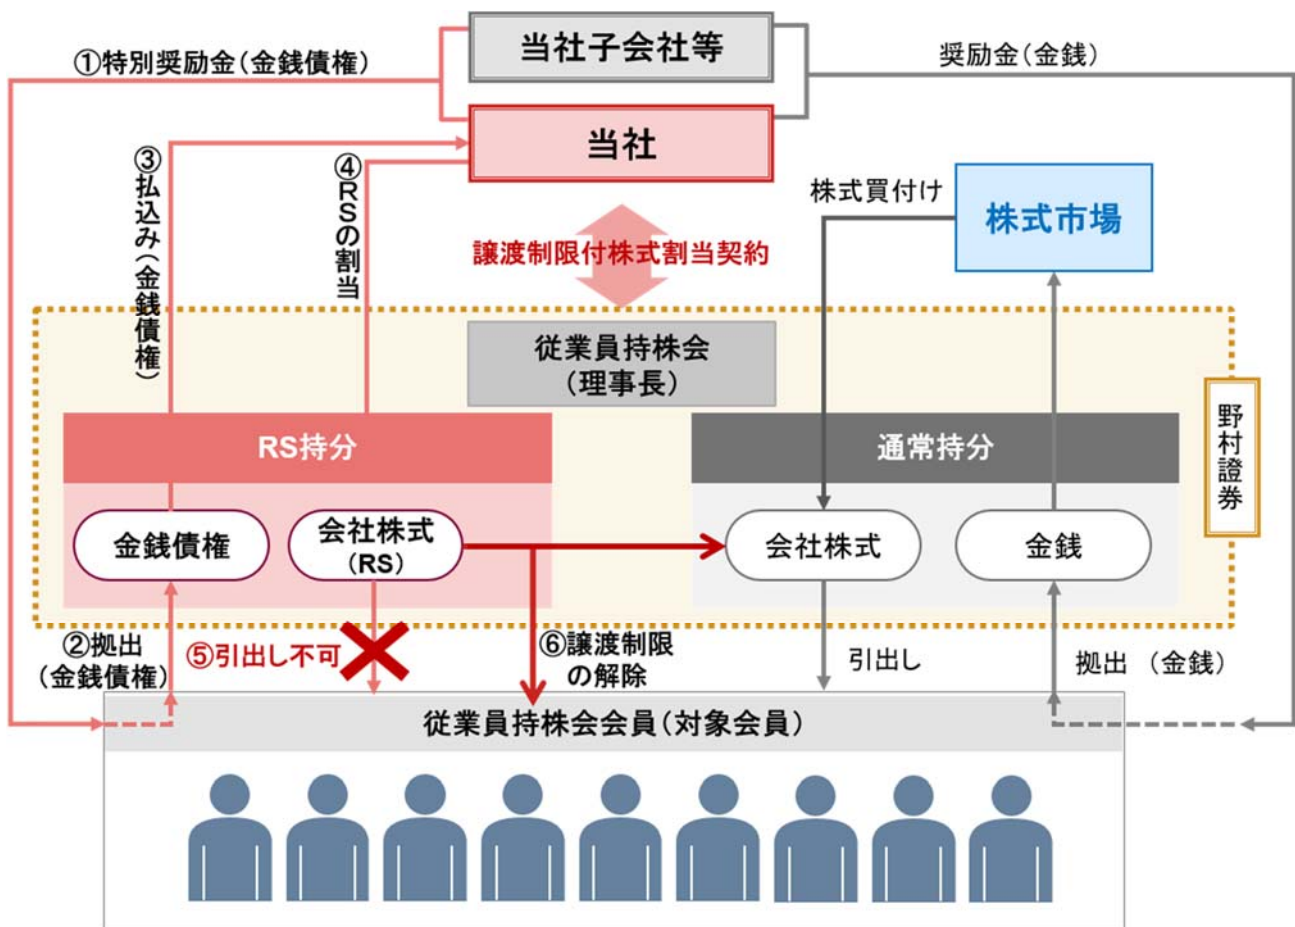 当社子会社等
①特別奨励金(金銭債権)
奨励金(金銭)
当社
③払込み(金銭債権)
④RSの割当
株式買付け
株式市場
譲渡制限付株式割当契約
従業員持株会
(理事長)
野村證券
RS持分
通常持分
金銭債権
会社株式
(RS)
会社株式
金銭
②拠出
(金銭債権)
⑤引出し不可
⑥譲渡制限
の解除
引出し
拠出 (金銭)
従業員持株会会員(対象会員)